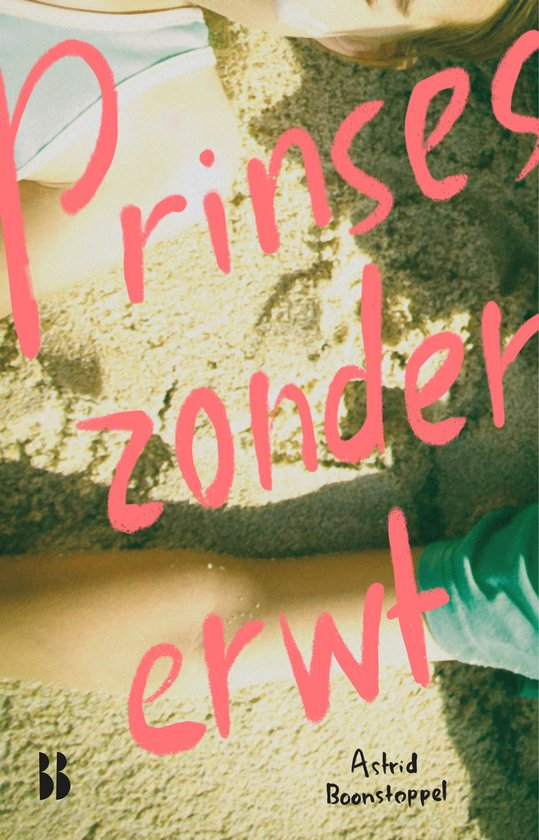 Prinses
zonder
erwt
BB
Astrid
Boonstoppel